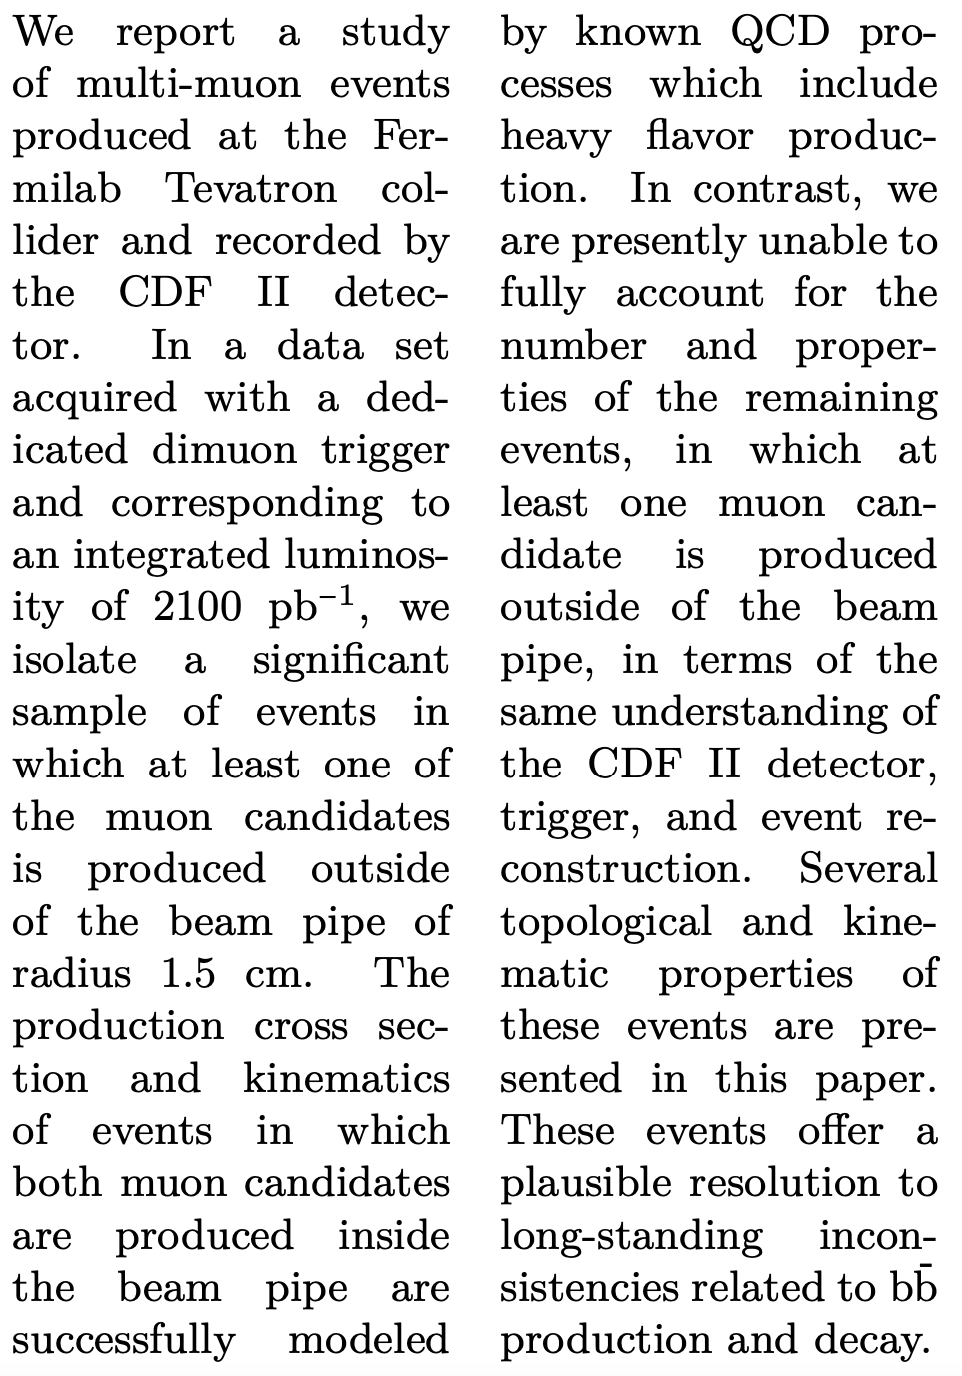 We report a study
of multi-muon events
produced at the Fer-
milab Tevatron col-
lider and recorded by
the CDF II detec-
tor. In a data set
acquired with a ded-
icated dimuon trigger
and corresponding to
an integrated luminos-
ity of 2100 pb⁻¹, we
isolate a significant
sample of events in
which at least one of
the muon candidates
is produced outside
of the beam pipe of
radius 1.5 cm. The
production cross sec-
tion and kinematics
of events in which
both muon candidates
are produced inside
the beam pipe are
successfully modeled
by known QCD pro-
cesses which include
heavy flavor produc-
tion. In contrast, we
are presently unable to
fully account for the
number and proper-
ties of the remaining
events, in which at
least one muon can-
didate is produced
outside of the beam
pipe, in terms of the
same understanding of
the CDF II detector,
trigger, and event re-
construction. Several
topological and kine-
matic properties of
these events are pre-
sented in this paper.
These events offer a
plausible resolution to
long-standing incon-
sistencies related to bb̄
production and decay.